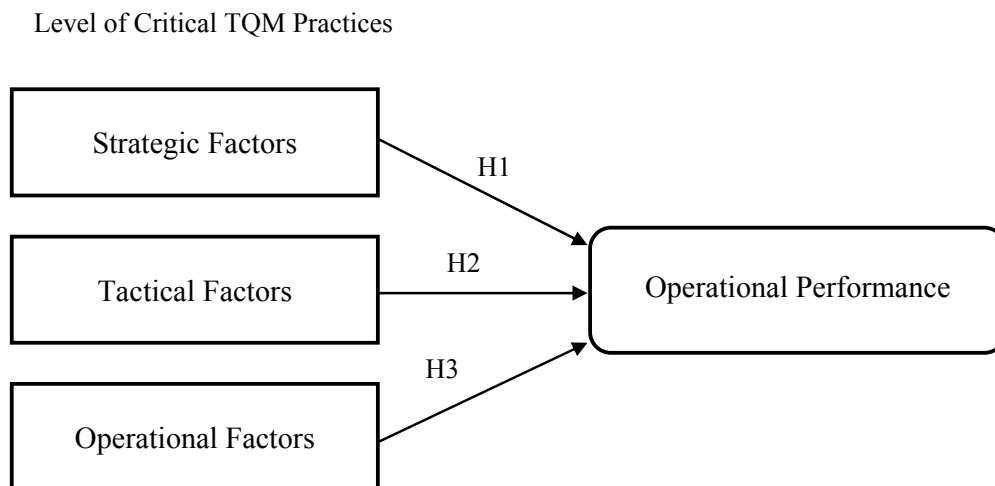 Level of Critical TQM Practices
Strategic Factors
H1
Tactical Factors
H2
Operational Performance
H3
Operational Factors